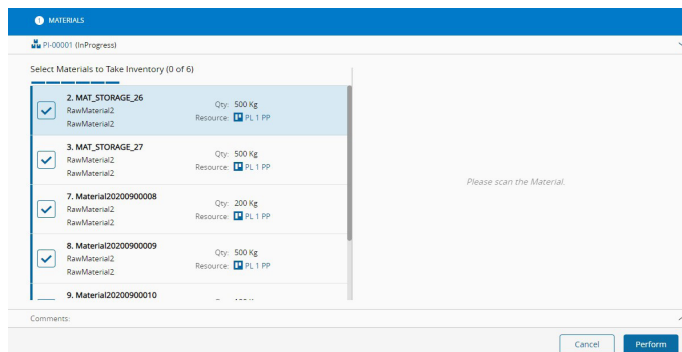 1 MATERIALS
PI-00001 (InProgress)
Select Materials to Take Inventory (0 of 6)
2. MAT_STORAGE_26
RawMaterial2
RawMaterial2
Qty: 500 Kg
Resource: PL 1 PP
3. MAT_STORAGE_27
RawMaterial2
RawMaterial2
Qty: 500 Kg
Resource: PL 1 PP
7. Material20200900008
RawMaterial2
RawMaterial2
Qty: 200 Kg
Resource: PL 1 PP
8. Material20200900009
RawMaterial2
RawMaterial2
Qty: 500 Kg
Resource: PL 1 PP
9. Material20200900010
Please scan the Material.
Comments:
Cancel
Perform